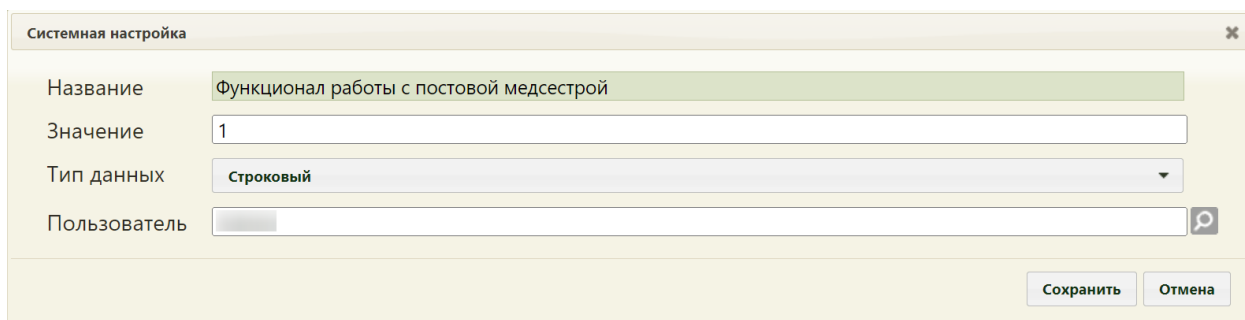 Системная настройка
Название Функционал работы с постовой медсестрой
Значение 1
Тип данных Строковый
Пользователь
Сохранить Отмена